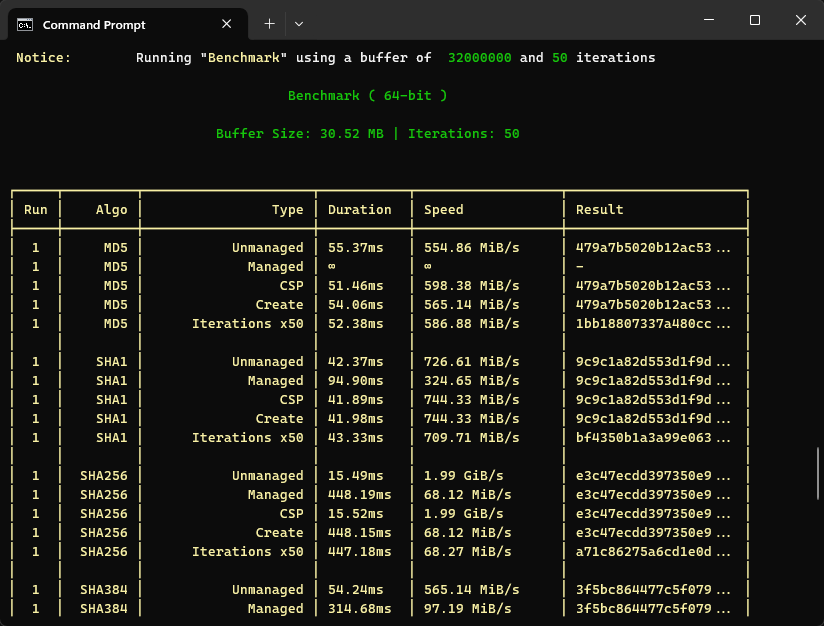 Command Prompt
Notice: Running "Benchmark" using a buffer of 32000000 and 50 iterations
Benchmark ( 64-bit )
Buffer Size: 30.52 MB | Iterations: 50
Run | Algo | Type | Duration | Speed | Result
1 | MD5 | Unmanaged | 55.37ms | 554.86 MiB/s | 479a7b5020b12ac53...
1 | MD5 | Managed | ∞ | ∞ | -
1 | MD5 | CSP | 51.46ms | 598.38 MiB/s | 479a7b5020b12ac53...
1 | MD5 | Create | 54.06ms | 565.14 MiB/s | 479a7b5020b12ac53...
1 | MD5 | Iterations x50 | 52.38ms | 586.88 MiB/s | 1bb18807337a480cc...
1 | SHA1 | Unmanaged | 42.37ms | 726.61 MiB/s | 9c9c1a82d553d1f9d...
1 | SHA1 | Managed | 94.90ms | 324.65 MiB/s | 9c9c1a82d553d1f9d...
1 | SHA1 | CSP | 41.89ms | 744.33 MiB/s | 9c9c1a82d553d1f9d...
1 | SHA1 | Create | 41.98ms | 744.33 MiB/s | 9c9c1a82d553d1f9d...
1 | SHA1 | Iterations x50 | 43.33ms | 709.71 MiB/s | bf4350b1a3a99e063...
1 | SHA256 | Unmanaged | 15.49ms | 1.99 GiB/s | e3c47ecdd397350e9...
1 | SHA256 | Managed | 448.19ms | 68.12 MiB/s | e3c47ecdd397350e9...
1 | SHA256 | CSP | 15.52ms | 1.99 GiB/s | e3c47ecdd397350e9...
1 | SHA256 | Create | 448.15ms | 68.12 MiB/s | e3c47ecdd397350e9...
1 | SHA256 | Iterations x50 | 447.18ms | 68.27 MiB/s | a71c86275a6cd1e0d...
1 | SHA384 | Unmanaged | 54.24ms | 565.14 MiB/s | 3f5bc864477c5f079...
1 | SHA384 | Managed | 314.68ms | 97.19 MiB/s | 3f5bc864477c5f079...